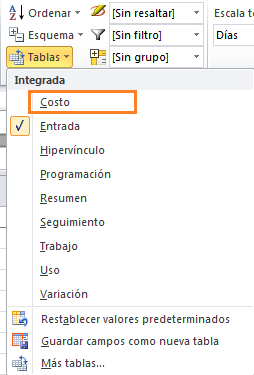 Ordenar [Sin resaltar] Escala t
Esquema [Sin filtro] Días
Tablas [Sin grupo]
Integrada
Costo
Entrada
Hipervínculo
Programación
Resumen
Seguimiento
Trabajo
Uso
Variación
Restablecer valores predeterminados
Guardar campos como nueva tabla
Más tablas...